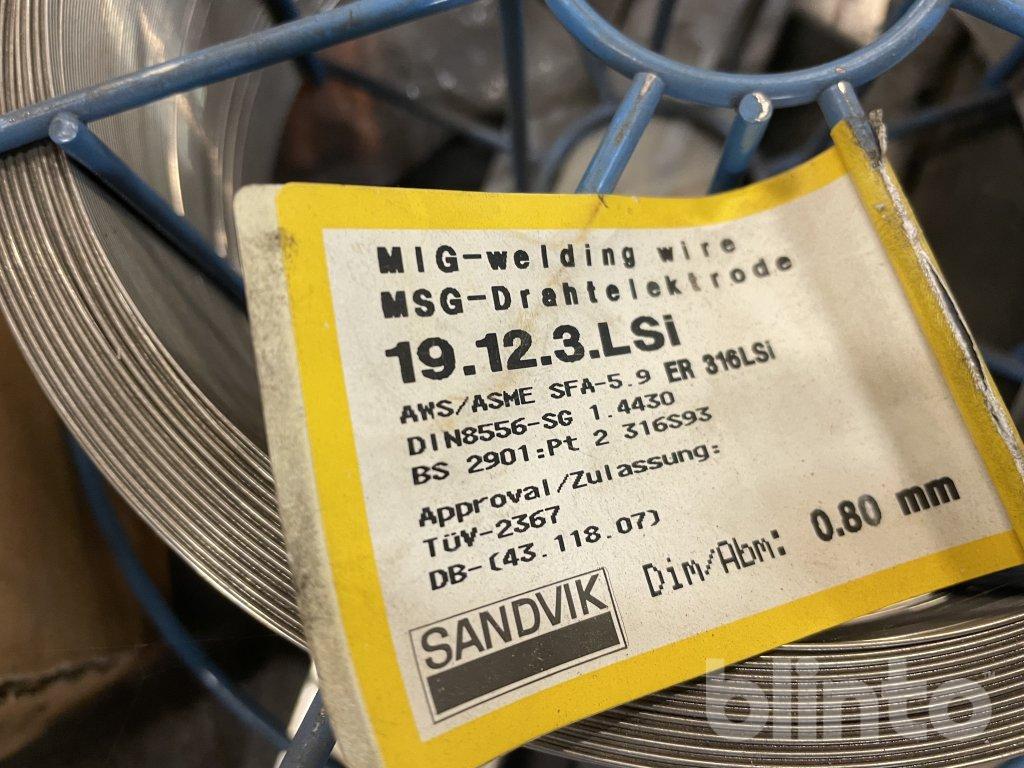 MIG-welding wire
MSG-Drahtelektrode
19.12.3.LSi
AWS/ASME SFA-5.9 ER 316LSi
DIN8556-SG 1.4430
BS 2901:Pt 2 316S93
Approval/Zulassung:
TÜV-2367
DB-(43.118.07)
Dim/Abm: 0.80 mm
SANDVIK
blinto